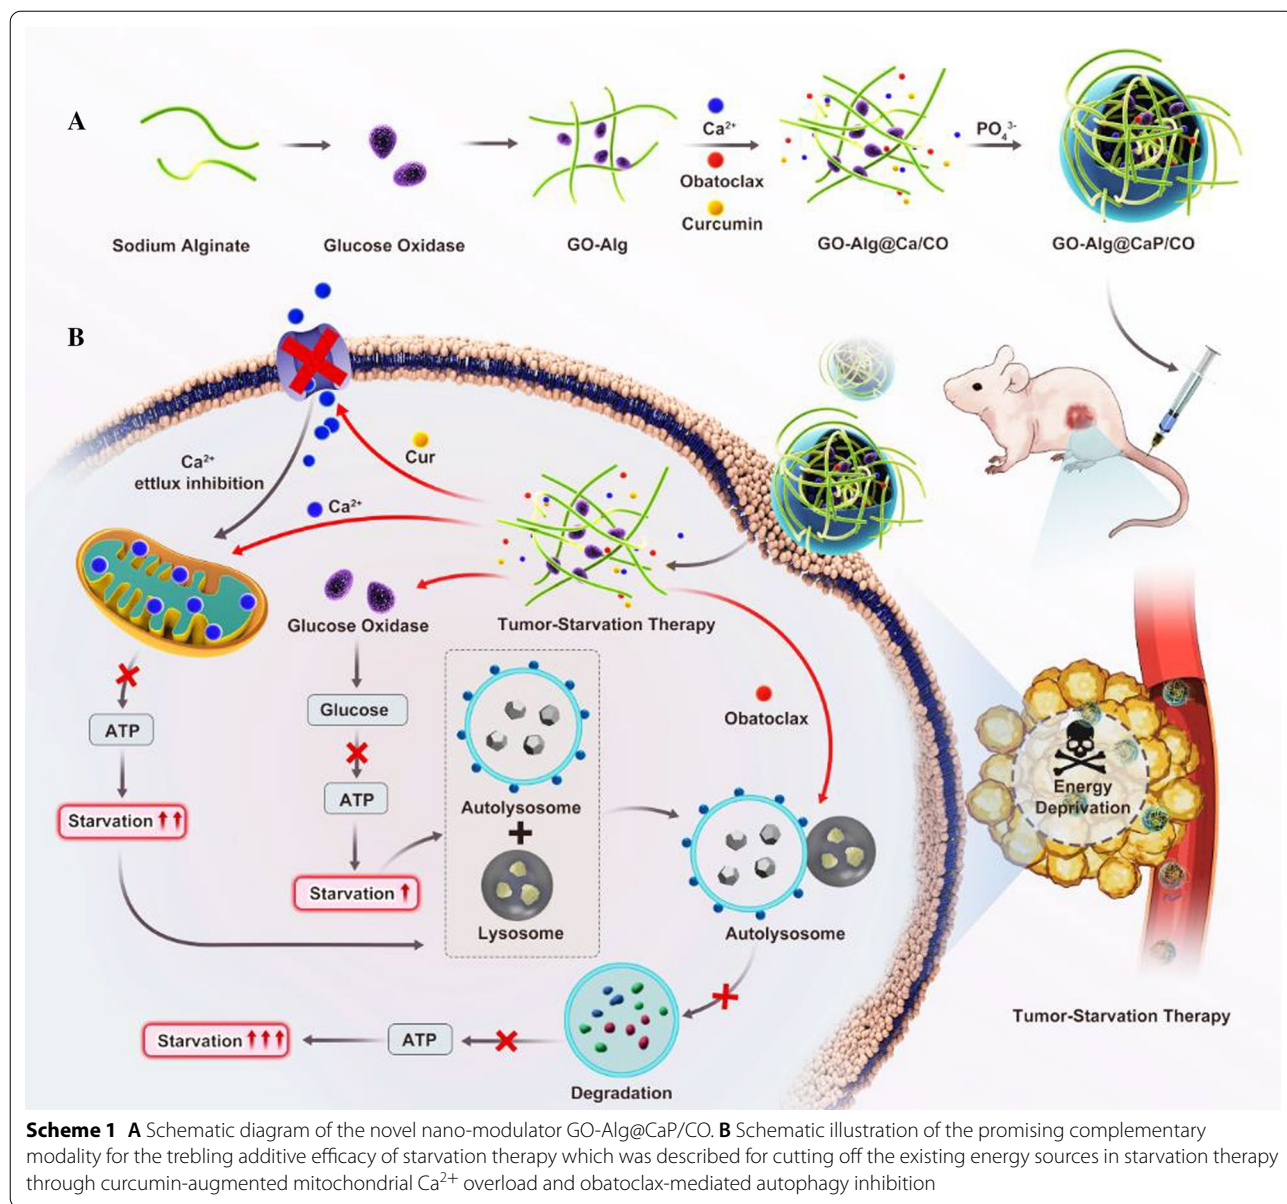 A
Ca²⁺
Obatoclax
Curcumin
PO₄³⁻
Sodium Alginate
Glucose Oxidase
GO-Alg
GO-Alg@Ca/CO
GO-Alg@CaP/CO
B
Ca²⁺
ettlux inhibition
Cur
Ca²⁺
Glucose Oxidase
Tumor-Starvation Therapy
ATP
Glucose
Obatoclax
Starvation
ATP
Autolysosome
+
Starvation
Lysosome
Autolysosome
Energy
Deprivation
Starvation
ATP
Degradation
Tumor-Starvation Therapy
Scheme 1 A Schematic diagram of the novel nano-modulator GO-Alg@CaP/CO. B Schematic illustration of the promising complementary
modality for the trebling additive efficacy of starvation therapy which was described for cutting off the existing energy sources in starvation therapy
through curcumin-augmented mitochondrial Ca²⁺ overload and obatoclax-mediated autophagy inhibition